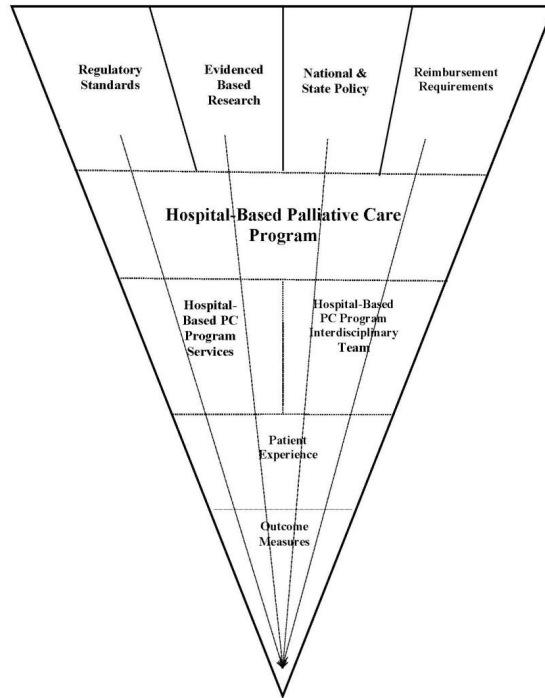 Regulatory
Standards
Evidenced
Based
Research
National &
State Policy
Reimbursement
Requirements
Hospital-Based Palliative Care
Program
Hospital-
Based PC
Program
Services
Hospital-Based
PC Program
Interdisciplinary
Team
Patient
Experience
Outcome
Measures